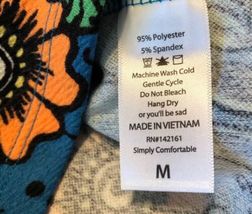 95% Polyester
5% Spandex
Machine Wash Cold
Gentle Cycle
Do Not Bleach
Hang Dry
or you'll be sad
MADE IN VIETNAM
RN#142161
Simply Comfortable
M